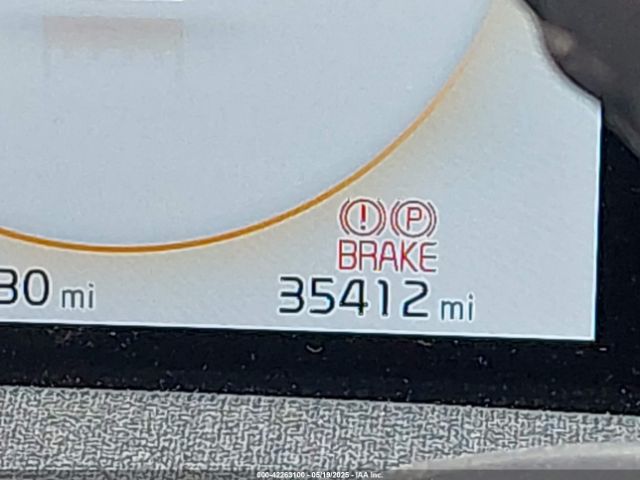 (!) (P)
BRAKE
30 mi 35412 mi
000-42263100 - 05/19/2025 - IAA Inc.